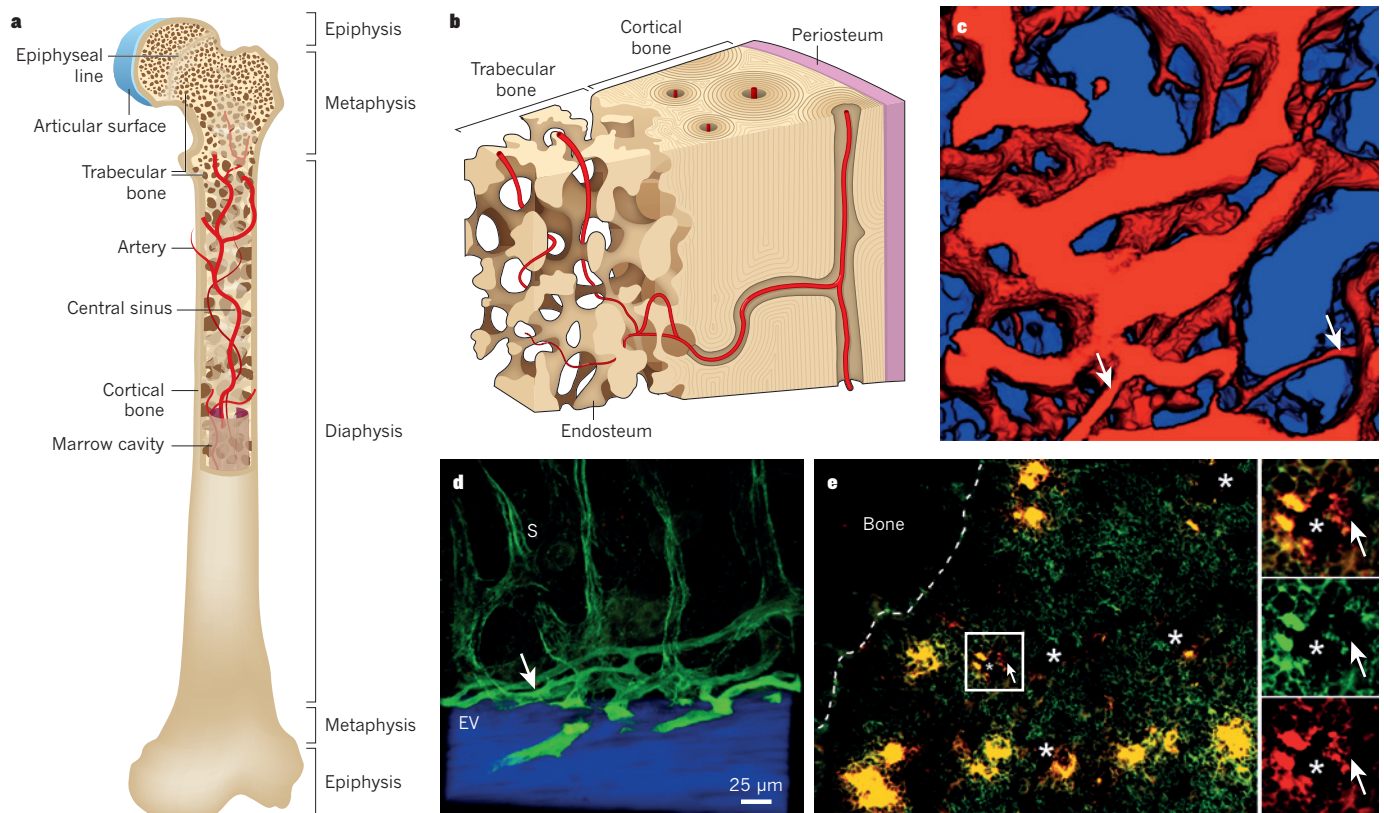 a
Epiphyseal
line
Articular surface
Trabecular
bone
Artery
Central sinus
Cortical
bone
Marrow cavity
Epiphysis
Metaphysis
Diaphysis
Metaphysis
Epiphysis
b
Trabecular
bone
Cortical
bone
Periosteum
Endosteum
c
d
S
EV
25 μm
e
Bone
*
*
*
*
*
*
*
*